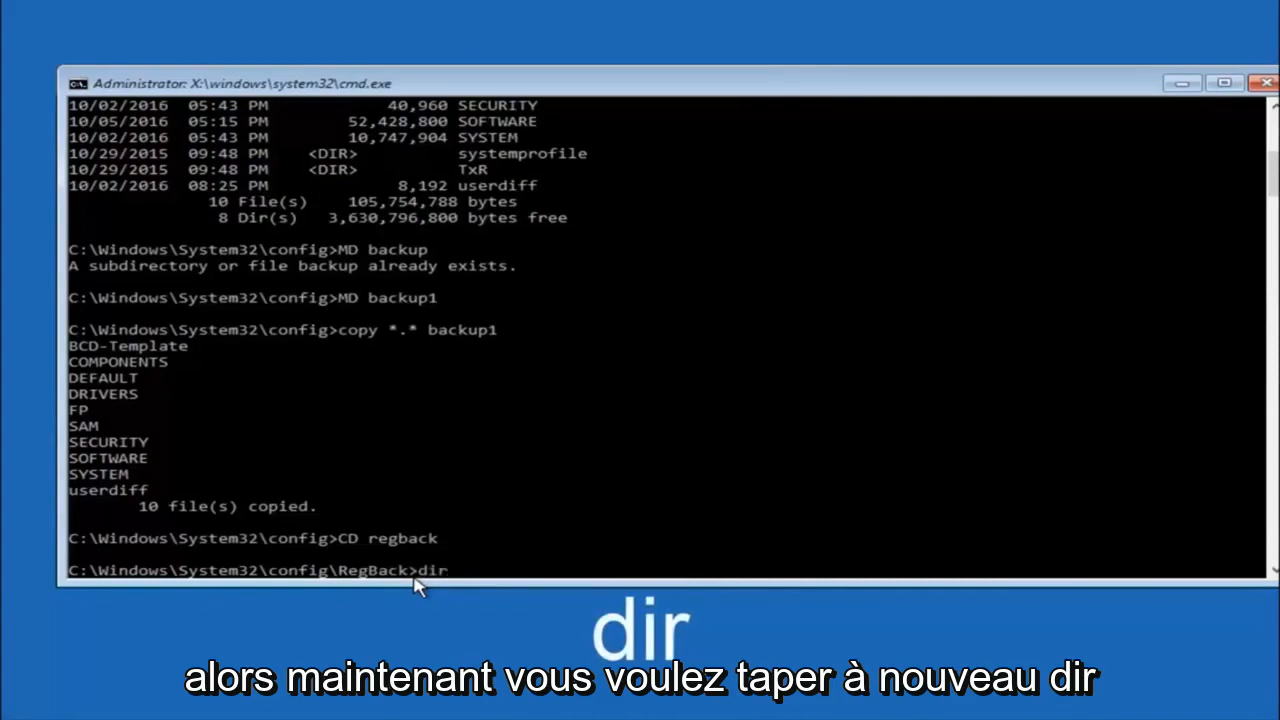 Administrator: X:\windows\system32\cmd.exe
10/02/2016 05:43 PM 40,960 SECURITY
10/05/2016 05:15 PM 52,428,800 SOFTWARE
10/02/2016 05:43 PM 10,747,904 SYSTEM
10/29/2015 09:48 PM <DIR> systemprofile
10/29/2015 09:48 PM <DIR> TxR
10/02/2016 08:25 PM 8,192 userdiff
10 File(s) 105,754,788 bytes
8 Dir(s) 3,630,796,800 bytes free
C:\Windows\System32\config>MD backup
A subdirectory or file backup already exists.
C:\Windows\System32\config>MD backup1
C:\Windows\System32\config>copy *.* backup1
BCD-Template
COMPONENTS
DEFAULT
DRIVERS
FP
SAM
SECURITY
SOFTWARE
SYSTEM
userdiff
10 file(s) copied.
C:\Windows\System32\config>CD regback
C:\Windows\System32\config\RegBack>dir
dir
alors maintenant vous voulez taper à nouveau dir